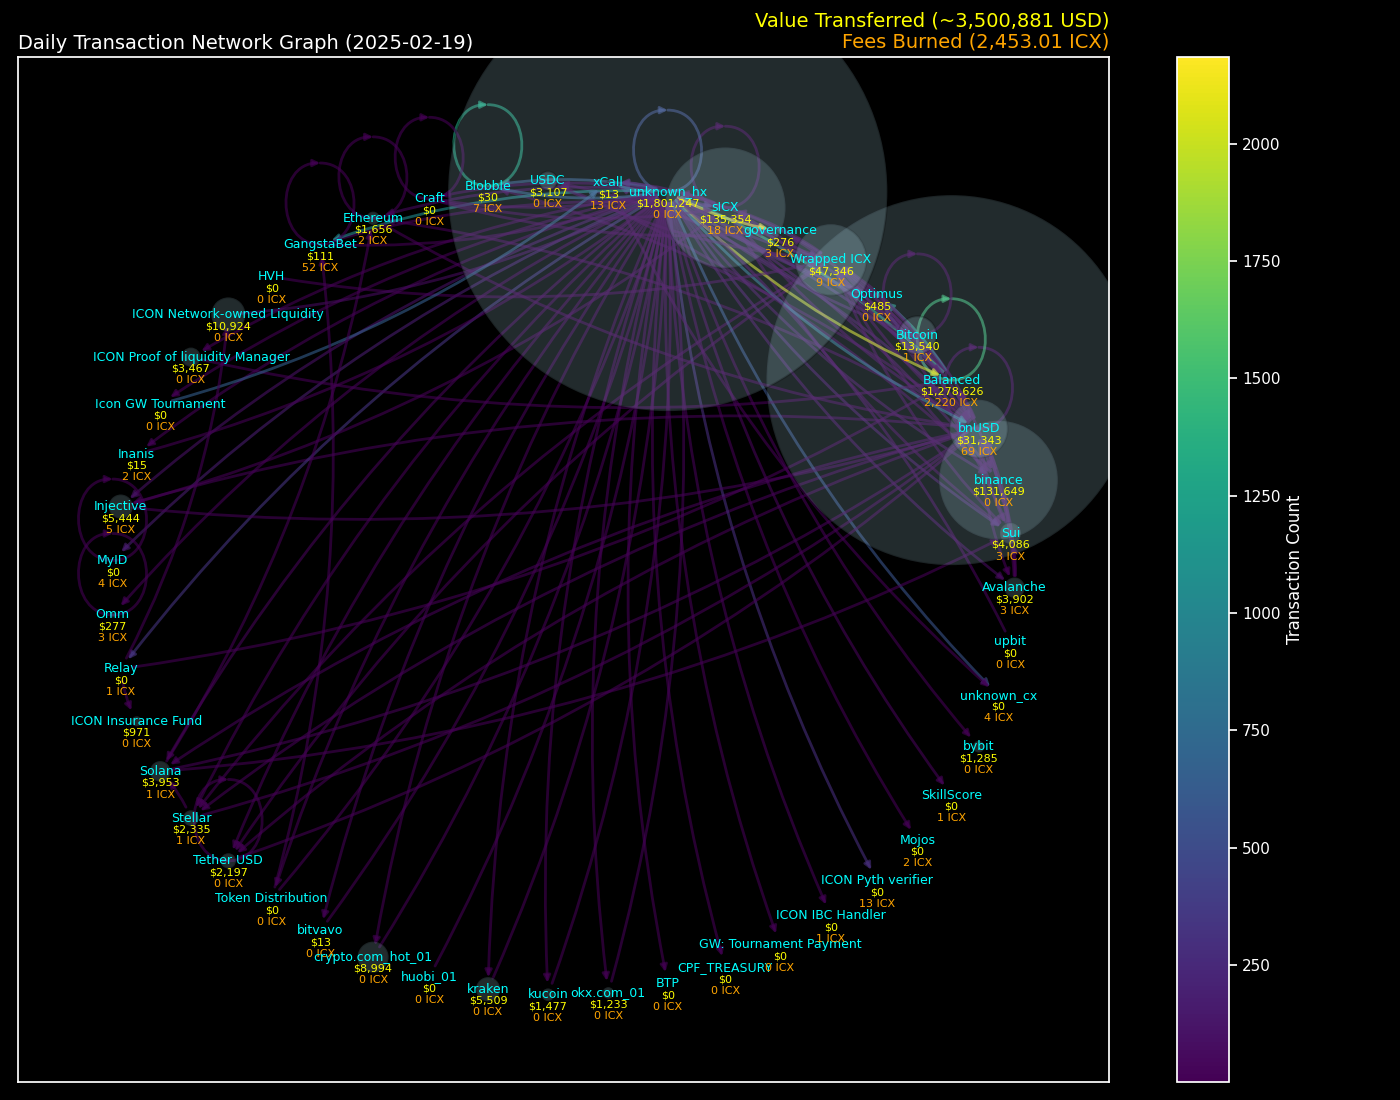 Value Transferred (~3,500,881 USD)
Daily Transaction Network Graph (2025-02-19)
Fees Burned (2,453.01 ICX)
unknown_hx
$1,801,247
0 ICX
sICX
$135,354
18 ICX
governance
$276
3 ICX
Wrapped ICX
$47,346
9 ICX
Optimus
$485
0 ICX
Bitcoin
$13,540
1 ICX
Balanced
$1,278,626
2,220 ICX
bnUSD
$31,343
69 ICX
binance
$131,649
0 ICX
Sui
$4,086
3 ICX
Avalanche
$3,902
3 ICX
upbit
$0
0 ICX
unknown_cx
$0
4 ICX
bybit
$1,285
0 ICX
SkillScore
$0
1 ICX
Mojos
$0
2 ICX
ICON Pyth verifier
$0
13 ICX
ICON IBC Handler
$0
1 ICX
GW: Tournament Payment
$0
ICX
CPF_TREASURY
$0
0 ICX
BTP
$0
0 ICX
okx.com_01
$1,233
0 ICX
kucoin
$1,477
0 ICX
kraken
$5,509
0 ICX
huobi_01
$0
0 ICX
crypto.com_hot_01
$8,994
0 ICX
bitvavo
$13
0 ICX
Token Distribution
$0
0 ICX
Tether USD
$2,197
0 ICX
Stellar
$2,335
1 ICX
Solana
$3,953
1 ICX
ICON Insurance Fund
$971
0 ICX
Relay
$0
1 ICX
Omm
$277
3 ICX
MyID
$0
4 ICX
Injective
$5,444
5 ICX
Inanis
$15
2 ICX
Icon GW Tournament
$0
0 ICX
ICON Proof of liquidity Manager
$3,467
0 ICX
ICON Network-owned Liquidity
$10,924
0 ICX
HVH
$0
0 ICX
GangstaBet
$111
52 ICX
Ethereum
$1,656
2 ICX
Craft
$0
0 ICX
Blobble
$30
7 ICX
USDC
$3,107
0 ICX
xCall
$13
13 ICX
2000
1750
1500
1250
1000
750
500
250
Transaction Count